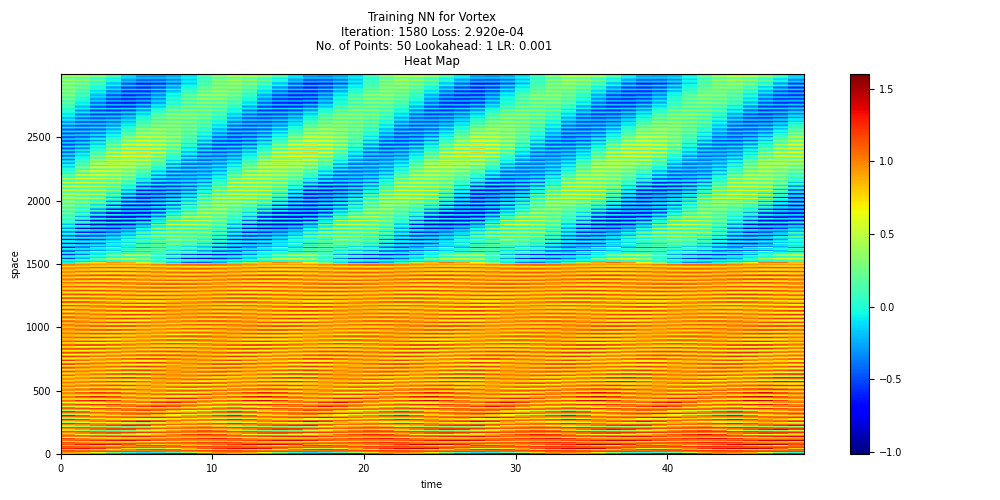 Training NN for Vortex
Iteration: 1580 Loss: 2.920e-04
No. of Points: 50 Lookahead: 1 LR: 0.001
Heat Map
2500
2000
1500
1000
500
0
space
0 10 20 30 40
time
1.5
1.0
0.5
0.0
−0.5
−1.0